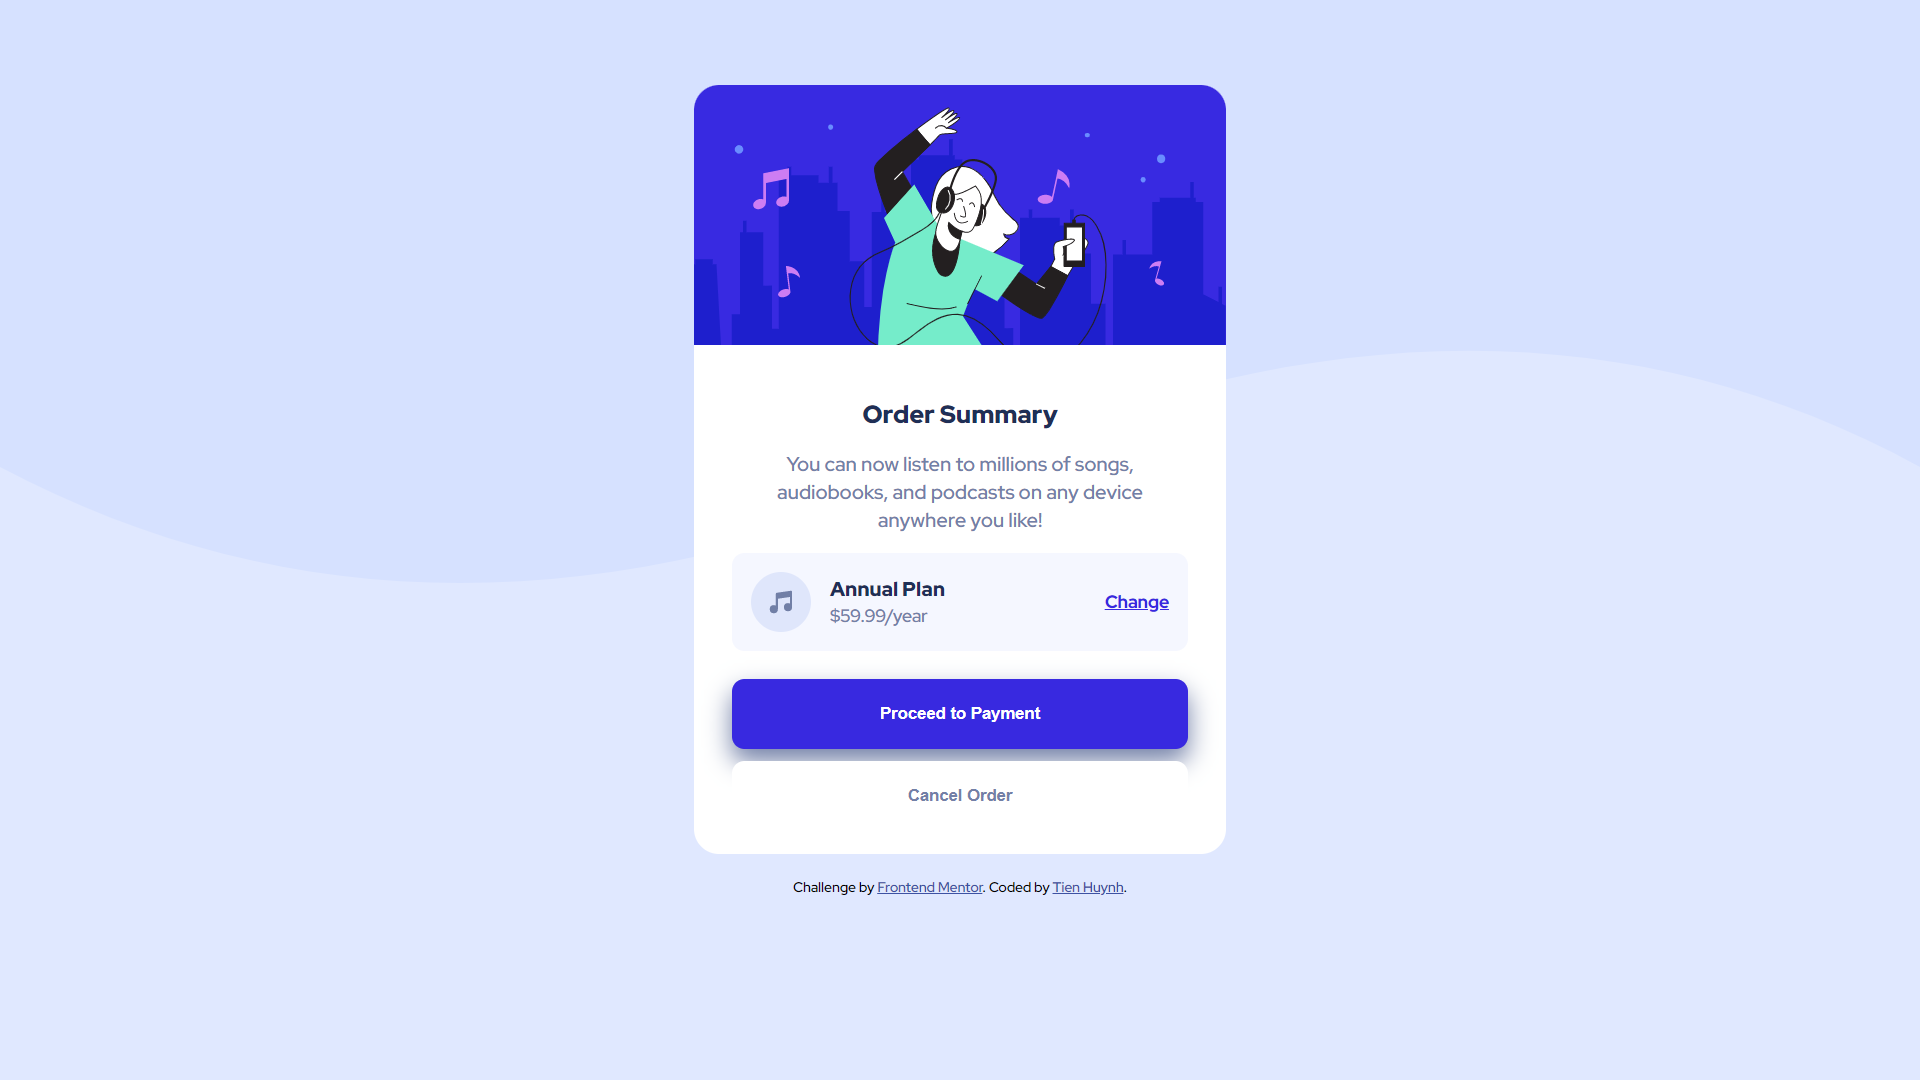 Order Summary
You can now listen to millions of songs,
audiobooks, and podcasts on any device
anywhere you like!
Annual Plan
$59.99/year
Change
Proceed to Payment
Cancel Order
Challenge by Frontend Mentor. Coded by Tien Huynh.